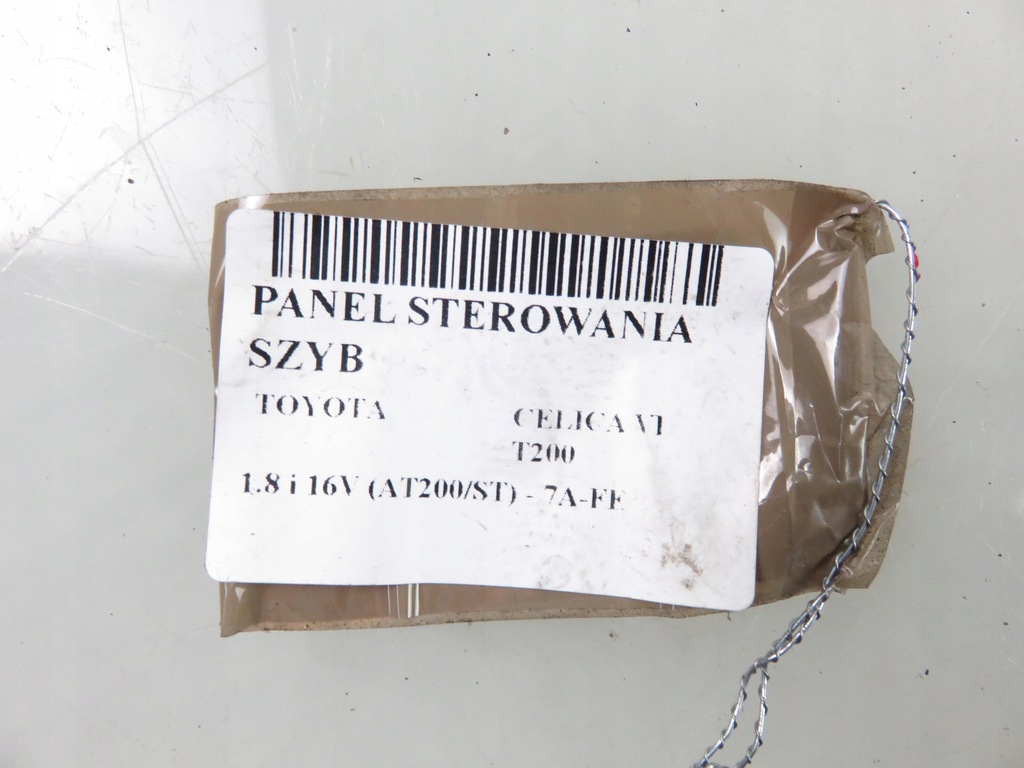 PANEL STEROWANIA
SZYB
TOYOTA
CELICA VI
T200
1.8 i 16V (AT200/ST) - 7A-FE